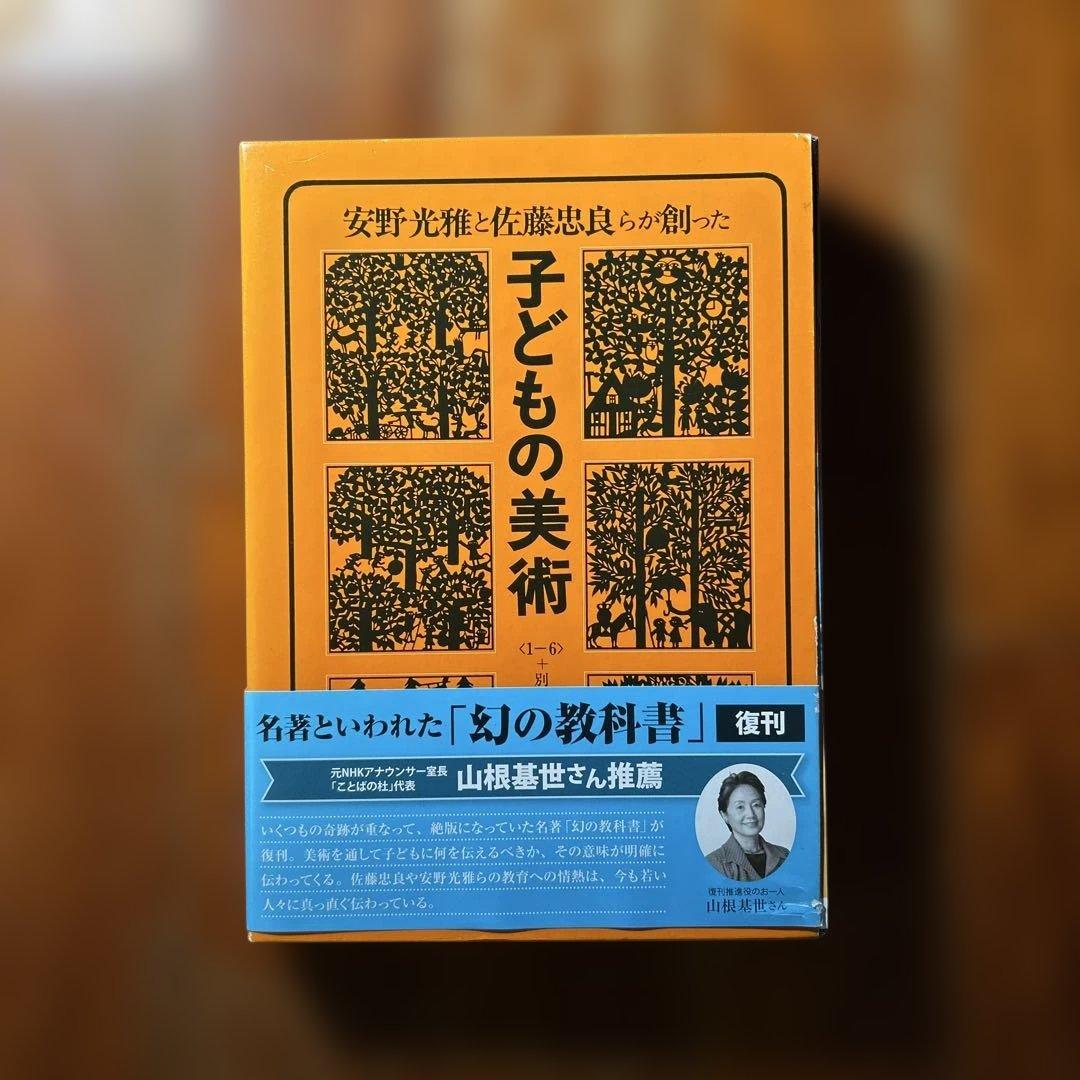 安野光雅と佐藤忠良らが創った
子どもの美術
〈1－6〉
＋
別
名著といわれた「幻の教科書」 復刊
元NHKアナウンサー室長
「ことばの杜」代表
山根基世さん推薦
いくつもの奇跡が重なって、絶版になっていた名著「幻の教科書」が
復刊。美術を通して子どもに何を伝えるべきか、その意味が明確に
伝わってくる。佐藤忠良や安野光雅らの教育への情熱は、今も若い
人々に真っ直ぐ伝わっている。
復刊推進役のお一人
山根基世さん